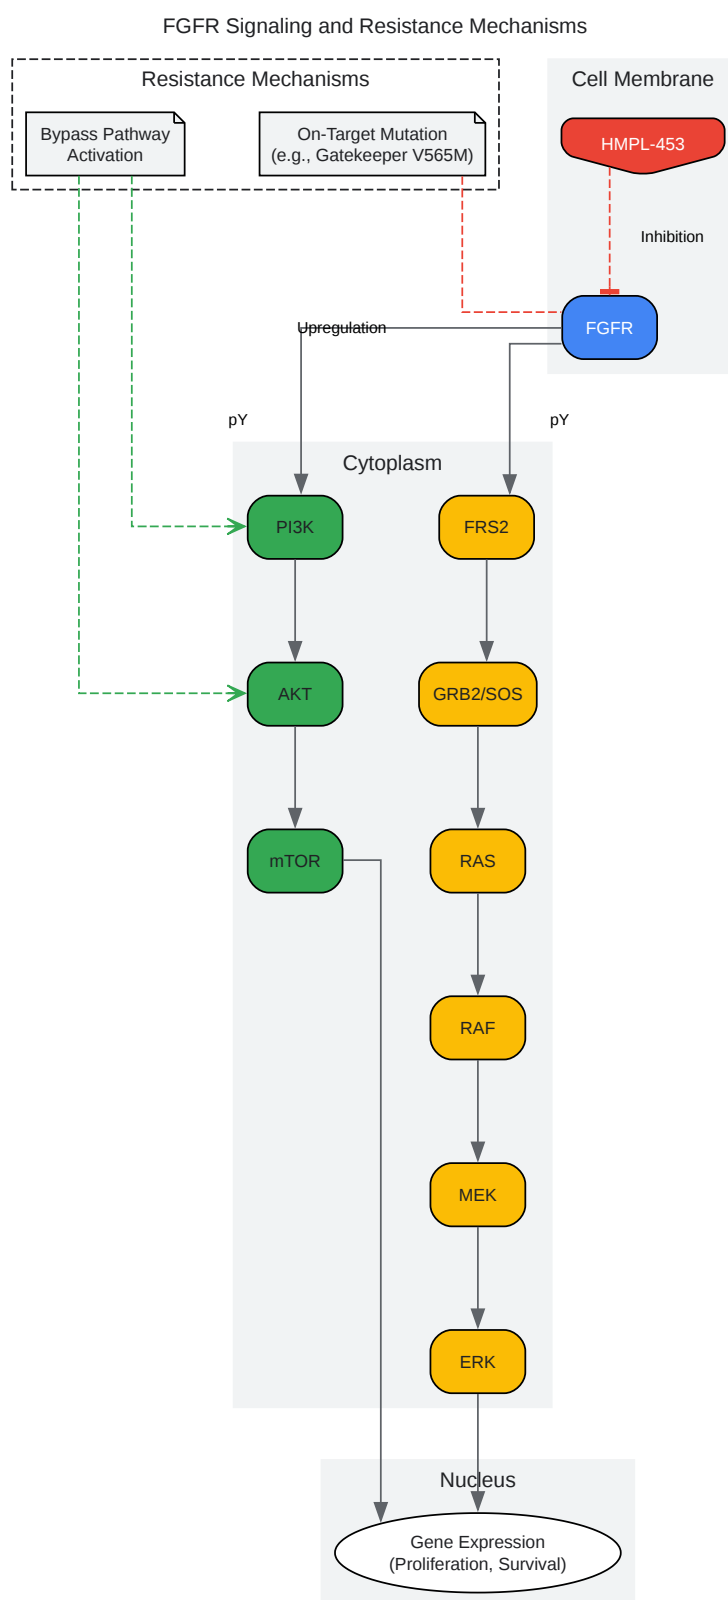 FGFR Signaling and Resistance Mechanisms
Resistance Mechanisms
Cell Membrane
Bypass Pathway
Activation
On-Target Mutation
(e.g., Gatekeeper V565M)
HMPL-453
Inhibition
FGFR
Upregulation
pY
pY
Cytoplasm
PI3K
FRS2
AKT
GRB2/SOS
mTOR
RAS
RAF
MEK
ERK
Nucleus
Gene Expression
(Proliferation, Survival)